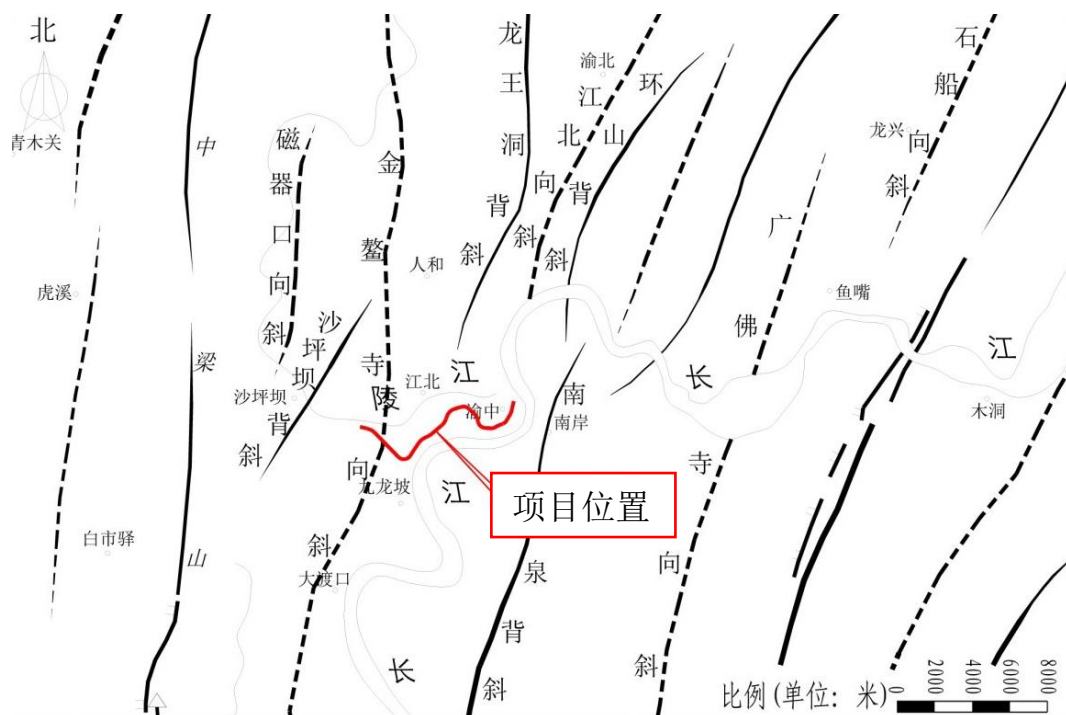 北
青木关
中
梁
山
虎溪
白市驿
磁器口向斜
沙坪坝
沙坪坝背斜
金鳌寺向斜
人和
江北
渝中
九龙坡
大渡口
陵
江
江
长
龙王洞背斜
渝北
江北向斜
环山背斜
南岸
南
泉背斜
长
广
佛
寺
向
斜
石船向斜
龙兴
鱼嘴
江
木洞
项目位置
比例(单位：米)
0
2000
4000
6000
8000